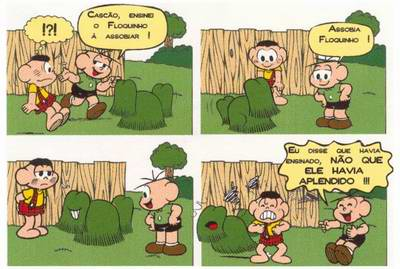 !?!
CASCÃO, ENSINEI
O FLOQUINHO
À ASSOBIAR !
ASSOBIA
FLOQUINHO !
EU DISSE QUE HAVIA
ENSINADO, NÃO QUE
ELE HAVIA
APLENDIDO !!!